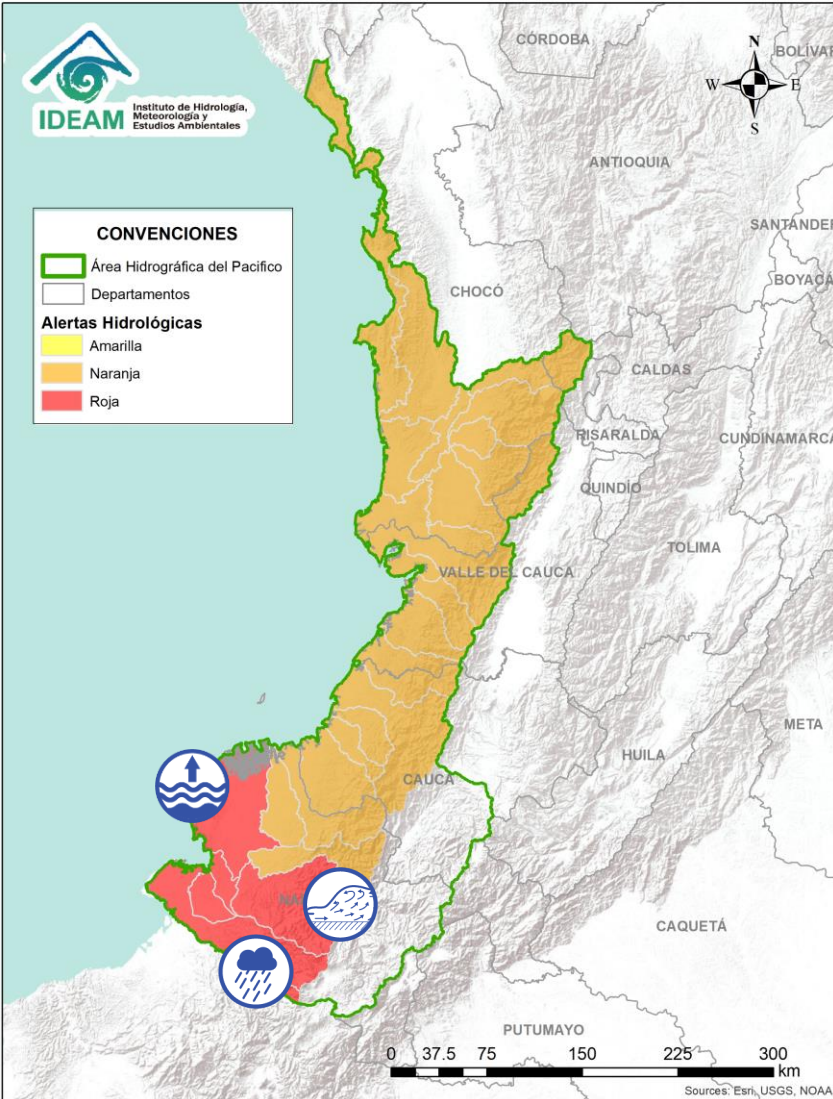 IDEAM
Instituto de Hidrología,
Meteorología y
Estudios Ambientales
CÓRDOBA
BOLÍVAR
N
W
E
S
ANTIOQUIA
CONVENCIONES
Área Hidrográfica del Pacifico
Departamentos
Alertas Hidrológicas
Amarilla
Naranja
Roja
SANTANDER
BOYACÁ
CHOCÓ
CALDAS
RISARALDA
CUNDINAMARCA
QUINDÍO
TOLIMA
VALLE DEL CAUCA
META
HUILA
CAUCA
CAQUETÁ
PUTUMAYO
0 37.5 75 150 225 300
km
Sources: Esri, USGS, NOAA